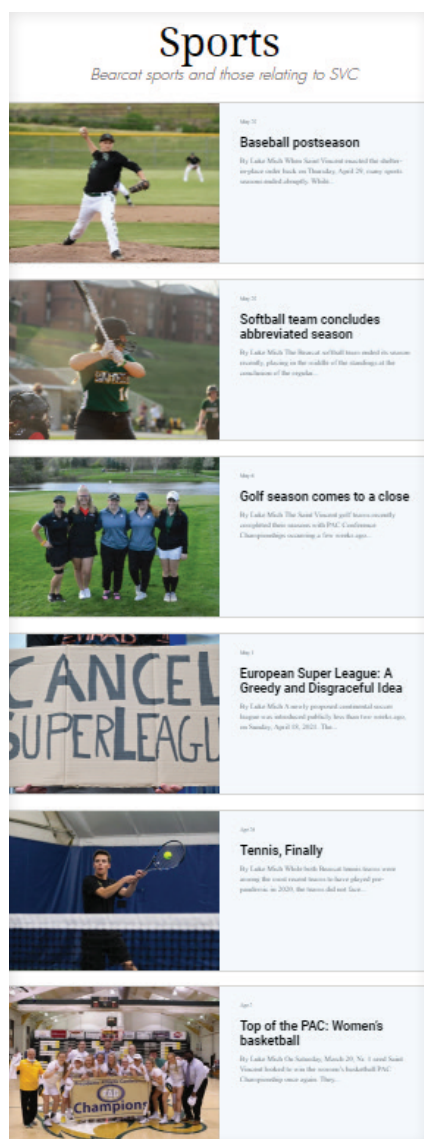 Sports
Bearcat sports and those relating to SVC
May 12
Baseball postseason
By Luke Mich When Saint Vincent enacted the shelter-
in-place order back on Thursday, April 29, many sports
seasons ended abruptly. While...
May 12
Softball team concludes
abbreviated season
By Luke Mich The Bearcat softball team ended its season
recently, placing in the middle of the standings at the
conclusion of the regular...
May 6
Golf season comes to a close
By Luke Mich The Saint Vincent golf teams recently
completed their seasons with PAC Conference
Championships occurring a few weeks ago...
May 1
European Super League: A
Greedy and Disgraceful Idea
By Luke Mich A newly proposed continental soccer
league was introduced publicly less than two weeks ago,
on Sunday, April 18, 2021. The...
CANCEL
SUPERLEAGU
Tennis, Finally
By Luke Mich While both Bearcat tennis teams were
among the most recent teams to have played pre-
pandemic in 2020, the teams did not face...
Top of the PAC: Women's
basketball
By Luke Mich On Saturday, March 20, No. 1 seed Saint
Vincent looked to win the women's basketball PAC
Championship once again. They...
Champions